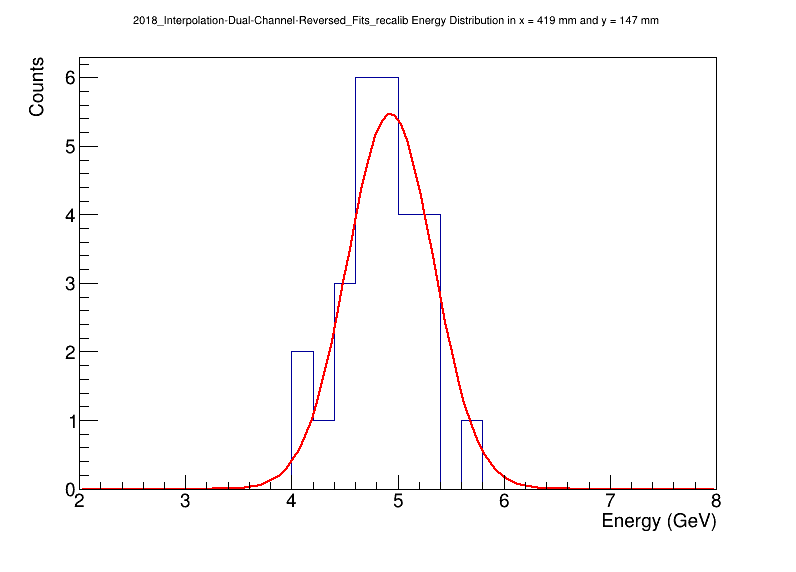 2018_Interpolation-Dual-Channel-Reversed_Fits_recalib Energy Distribution in x = 419 mm and y = 147 mm
Counts
6
5
4
3
2
1
0
2 3 4 5 6 7 8
Energy (GeV)